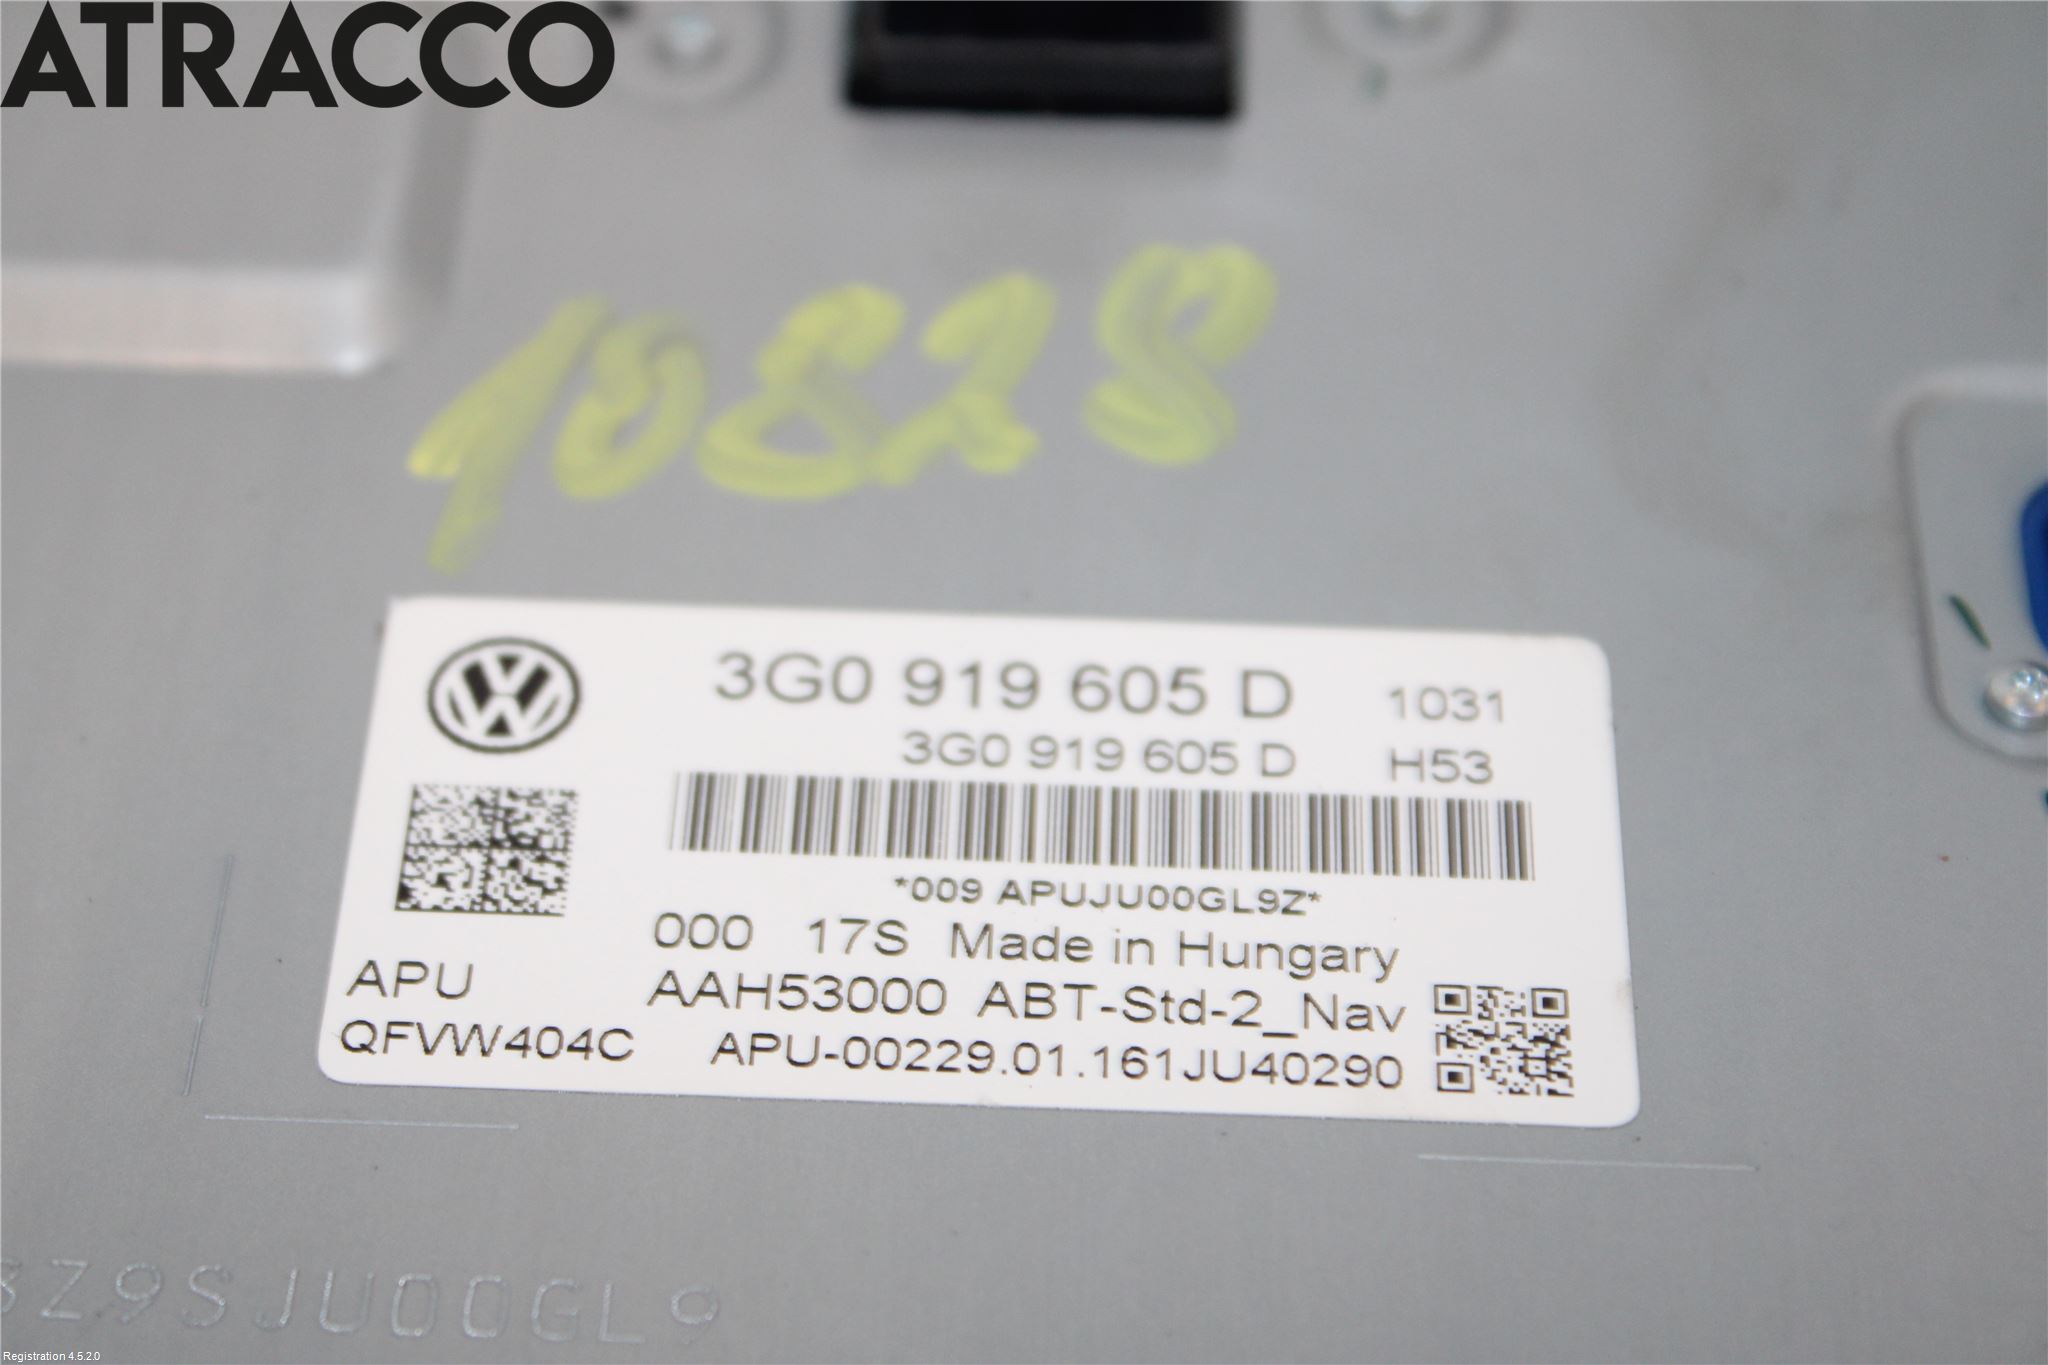 ATRACCO
10828
3G0 919 605 D 1031
3G0 919 605 D H53
*009 APUJU00GL9Z*
000 17S Made in Hungary
APU AAH53000 ABT-Std-2_Nav
QFVW404C APU-00229.01.161JU40290
Z9SJU00GL9
Registration 4.5.2.0